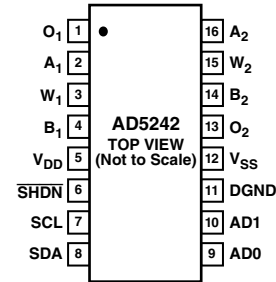 O1 1 16 A2
A1 2 15 W2
W1 3 14 B2
B1 4 AD5242 13 O2
TOP VIEW
VDD 5 (Not to Scale) 12 VSS
SHDN 6 11 DGND
SCL 7 10 AD1
SDA 8 9 AD0